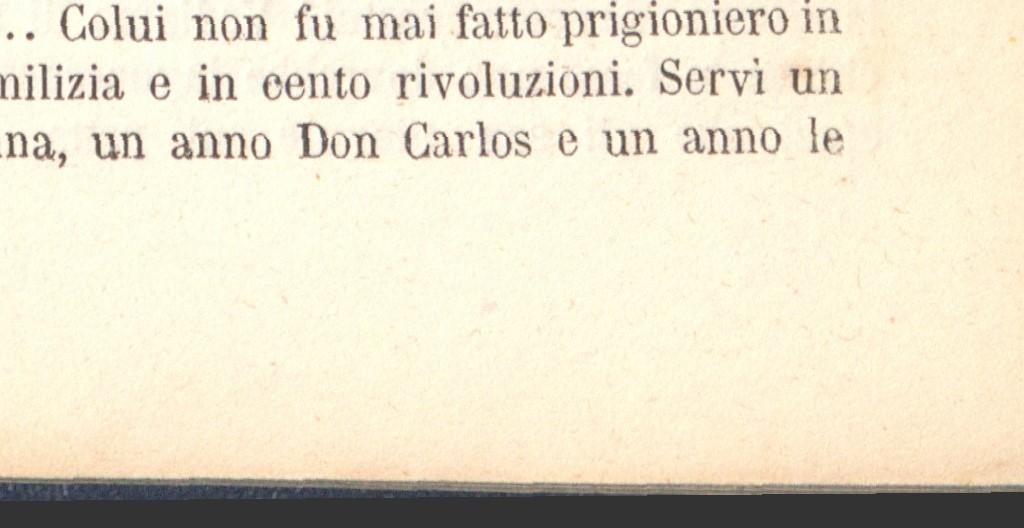 .. Colui non fu mai fatto prigioniero in
milizia e in cento rivoluzioni. Servì un
na, un anno Don Carlos e un anno le